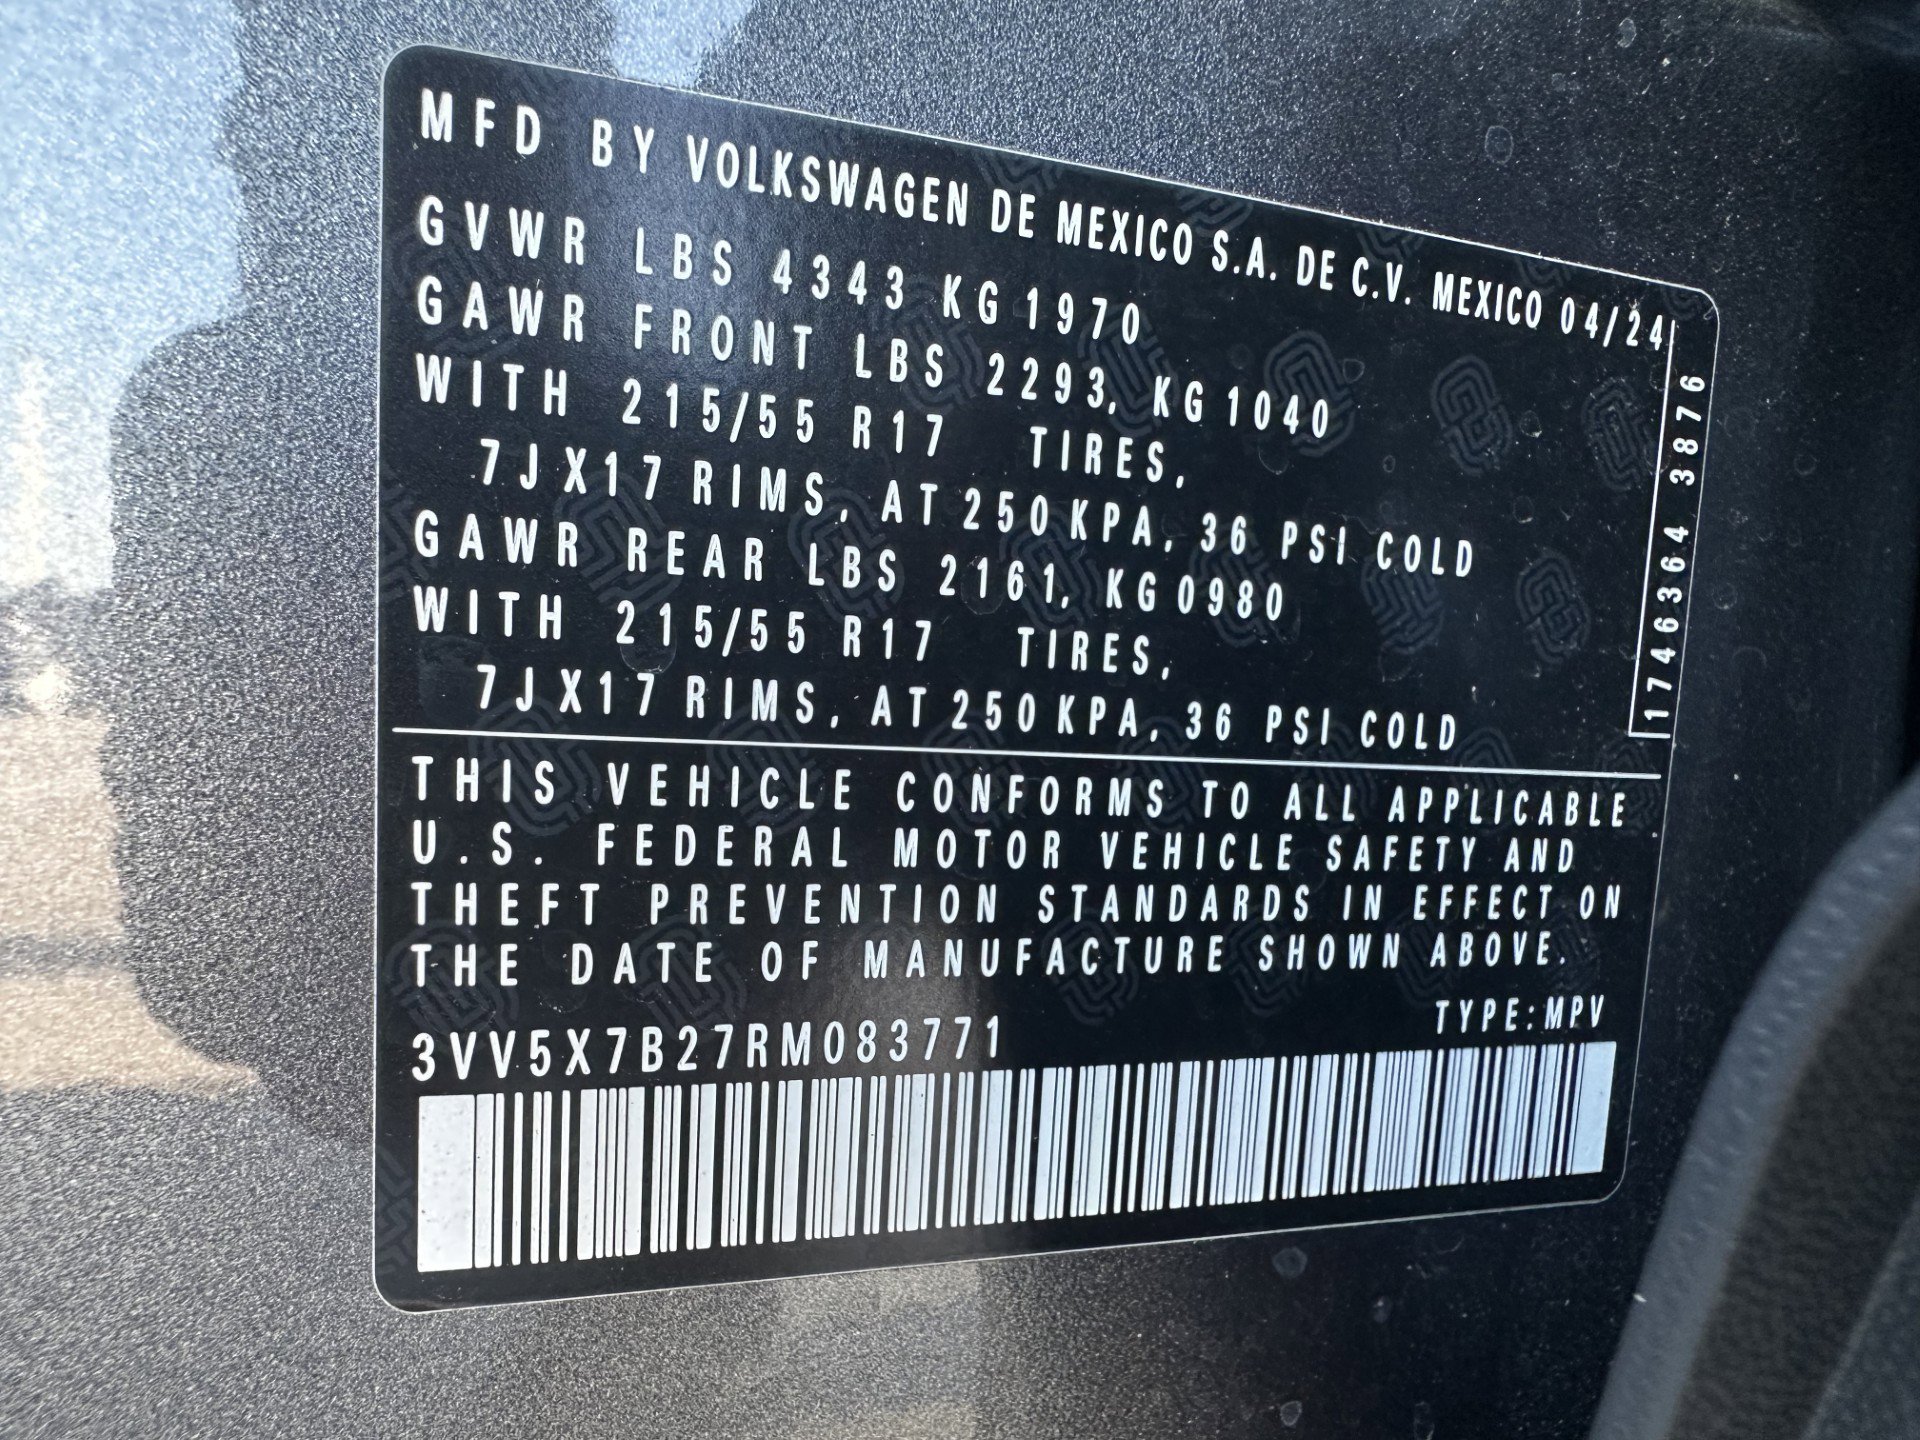 MFD BY VOLKSWAGEN DE MEXICO S.A. DE C.V. MEXICO 04/24
GVWR LBS 4343 KG 1970
GAWR FRONT LBS 2293, KG 1040
WITH 215/55 R17 TIRES,
7JX17 RIMS, AT 250 KPA, 36 PSI COLD
GAWR REAR LBS 2161, KG 0980
WITH 215/55 R17 TIRES,
7JX17 RIMS, AT 250 KPA, 36 PSI COLD
1746364 3876
THIS VEHICLE CONFORMS TO ALL APPLICABLE
U.S. FEDERAL MOTOR VEHICLE SAFETY AND
THEFT PREVENTION STANDARDS IN EFFECT ON
THE DATE OF MANUFACTURE SHOWN ABOVE.
3VV5X7B27RM083771
TYPE:MPV